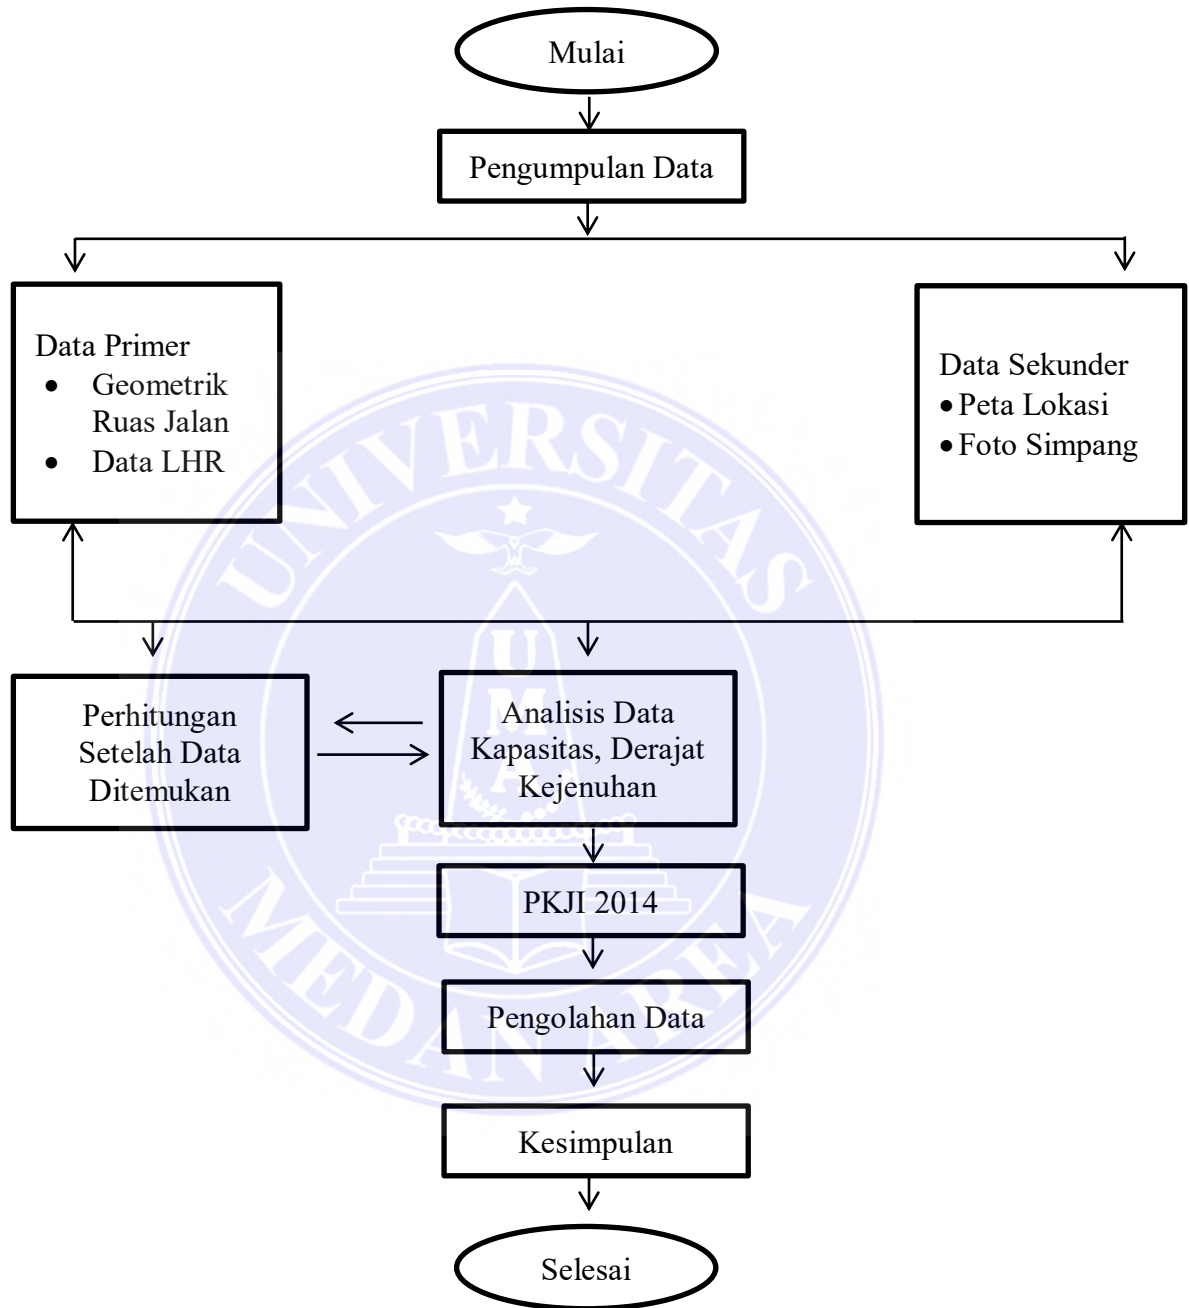 Mulai
Pengumpulan Data
Data Primer
• Geometrik
Ruas Jalan
• Data LHR
Data Sekunder
• Peta Lokasi
• Foto Simpang
UNIVERSITAS
UMA
MEDAN AREA
Perhitungan
Setelah Data
Ditemukan
Analisis Data
Kapasitas, Derajat
Kejenuhan
PKJI 2014
Pengolahan Data
Kesimpulan
Selesai